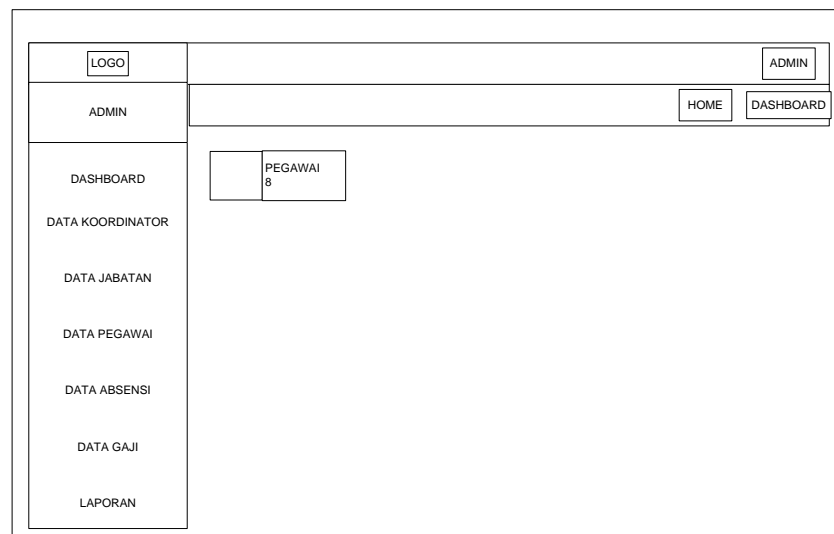 LOGO
ADMIN
ADMIN
HOME
DASHBOARD
DASHBOARD
PEGAWAI
8
DATA KOORDINATOR
DATA JABATAN
DATA PEGAWAI
DATA ABSENSI
DATA GAJI
LAPORAN